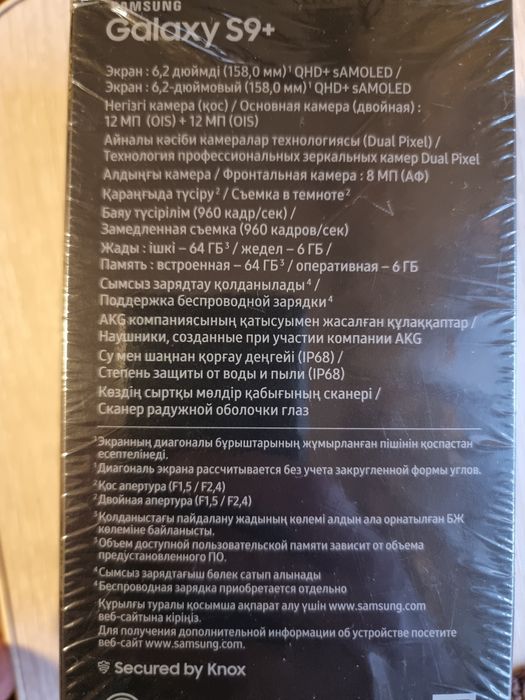 SAMSUNG
Galaxy S9+
Экран : 6,2 дюймді (158,0 мм)¹ QHD+ sAMOLED /
Экран : 6,2-дюймовый (158,0 мм)¹ QHD+ sAMOLED
Негізгі камера (қос) / Основная камера (двойная) :
12 МП (OIS) + 12 МП (OIS)
Айналы кәсіби камералар технологиясы (Dual Pixel) /
Технология профессиональных зеркальных камер Dual Pixel
Алдыңғы камера / Фронтальная камера : 8 МП (АФ)
Қараңғыда түсіру² / Съемка в темноте²
Баяу түсірілім (960 кадр/сек) /
Замедленная съемка (960 кадров/сек)
Жады : ішкі – 64 ГБ³ / жедел – 6 ГБ /
Память : встроенная – 64 ГБ³ / оперативная – 6 ГБ
Сымсыз зарядтау қолданылады⁴ /
Поддержка беспроводной зарядки⁴
AKG компаниясының қатысуымен жасалған құлаққаптар /
Наушники, созданные при участии компании AKG
Су мен шаңнан қорғау деңгейі (IP68) /
Степень защиты от воды и пыли (IP68)
Көздің сыртқы мөлдір қабығының сканері /
Сканер радужной оболочки глаз
¹Экранның диагоналы бұрыштарының жұмырланған пішінін қоспастан
есептелінеді.
¹Диагональ экрана рассчитывается без учета закругленной формы углов.
²Қос апертура (F1,5 / F2,4)
²Двойная апертура (F1,5 / F2,4)
³Қолданыстағы пайдалану жадының көлемі алдын ала орнатылған БЖ
көлеміне байланысты.
³Объем доступной пользовательской памяти зависит от объема
предустановленного ПО.
⁴Сымсыз зарядтағыш бөлек сатып алынады
⁴Беспроводная зарядка приобретается отдельно
Құрылғы туралы қосымша ақпарат алу үшін www.samsung.com
веб-сайтына кіріңіз.
Для получения дополнительной информации об устройстве посетите
веб-сайт www.samsung.com.
Secured by Knox